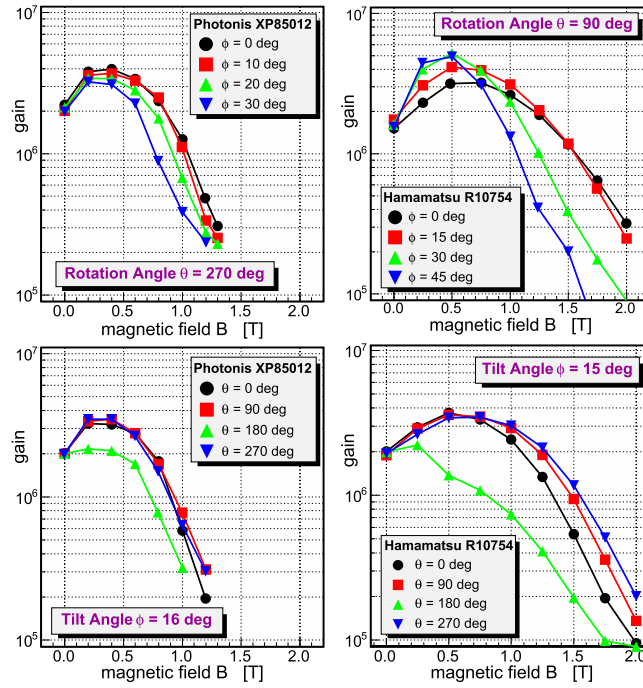 Photonis XP85012
ϕ = 0 deg
ϕ = 10 deg
ϕ = 20 deg
ϕ = 30 deg
Rotation Angle θ = 270 deg
10⁷
10⁶
10⁵
gain
0.0 0.5 1.0 1.5 2.0
magnetic field B [T]
Rotation Angle θ = 90 deg
Hamamatsu R10754
ϕ = 0 deg
ϕ = 15 deg
ϕ = 30 deg
ϕ = 45 deg
10⁷
10⁶
10⁵
gain
0.0 0.5 1.0 1.5 2.0
magnetic field B [T]
Photonis XP85012
θ = 0 deg
θ = 90 deg
θ = 180 deg
θ = 270 deg
Tilt Angle ϕ = 16 deg
10⁷
10⁶
10⁵
gain
0.0 0.5 1.0 1.5 2.0
magnetic field B [T]
Tilt Angle ϕ = 15 deg
Hamamatsu R10754
θ = 0 deg
θ = 90 deg
θ = 180 deg
θ = 270 deg
10⁷
10⁶
10⁵
gain
0.0 0.5 1.0 1.5 2.0
magnetic field B [T]